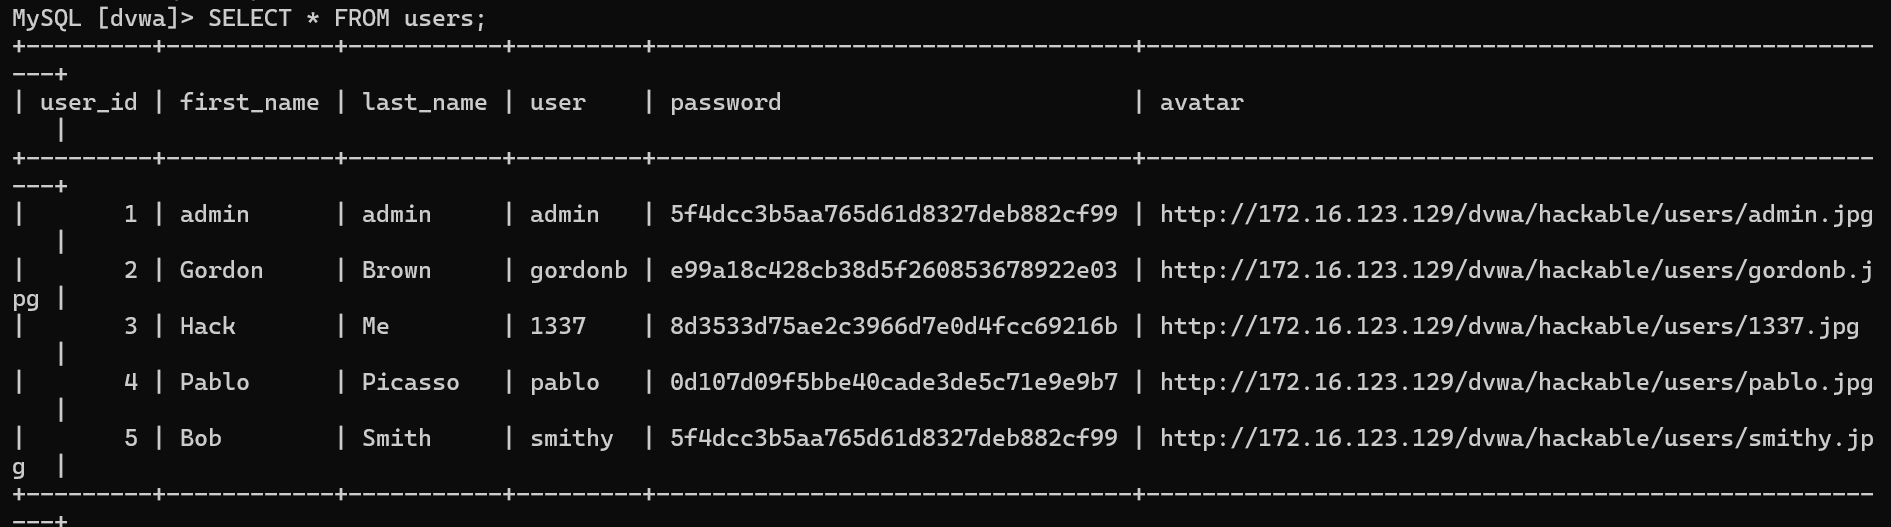 MySQL [dvwa]> SELECT * FROM users;
+---------+------------+-----------+---------+----------------------------------+----------------------------------------------------
---+
| user_id | first_name | last_name | user    | password                         | avatar
   |
+---------+------------+-----------+---------+----------------------------------+----------------------------------------------------
---+
|       1 | admin      | admin     | admin   | 5f4dcc3b5aa765d61d8327deb882cf99 | http://172.16.123.129/dvwa/hackable/users/admin.jpg
   |
|       2 | Gordon     | Brown     | gordonb | e99a18c428cb38d5f260853678922e03 | http://172.16.123.129/dvwa/hackable/users/gordonb.j
pg |
|       3 | Hack       | Me        | 1337    | 8d3533d75ae2c3966d7e0d4fcc69216b | http://172.16.123.129/dvwa/hackable/users/1337.jpg
   |
|       4 | Pablo      | Picasso   | pablo   | 0d107d09f5bbe40cade3de5c71e9e9b7 | http://172.16.123.129/dvwa/hackable/users/pablo.jpg
   |
|       5 | Bob        | Smith     | smithy  | 5f4dcc3b5aa765d61d8327deb882cf99 | http://172.16.123.129/dvwa/hackable/users/smithy.jp
g  |
+---------+------------+-----------+---------+----------------------------------+----------------------------------------------------
---+